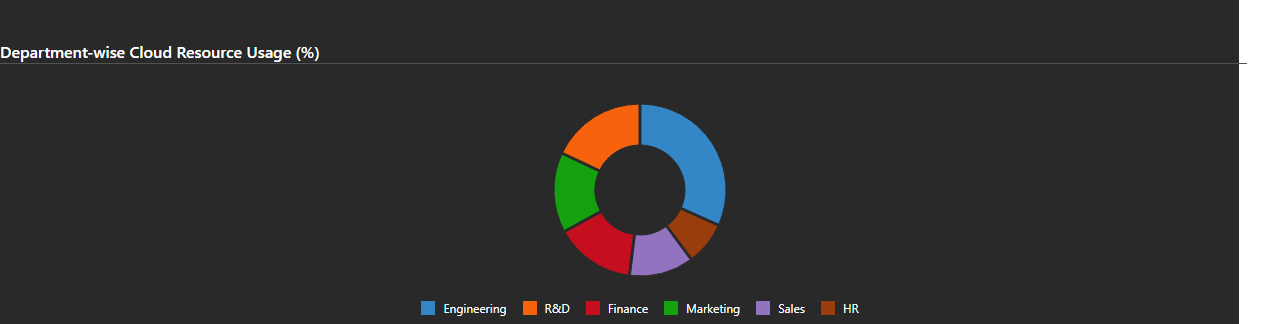 Department-wise Cloud Resource Usage (%)
Engineering R&D Finance Marketing Sales HR